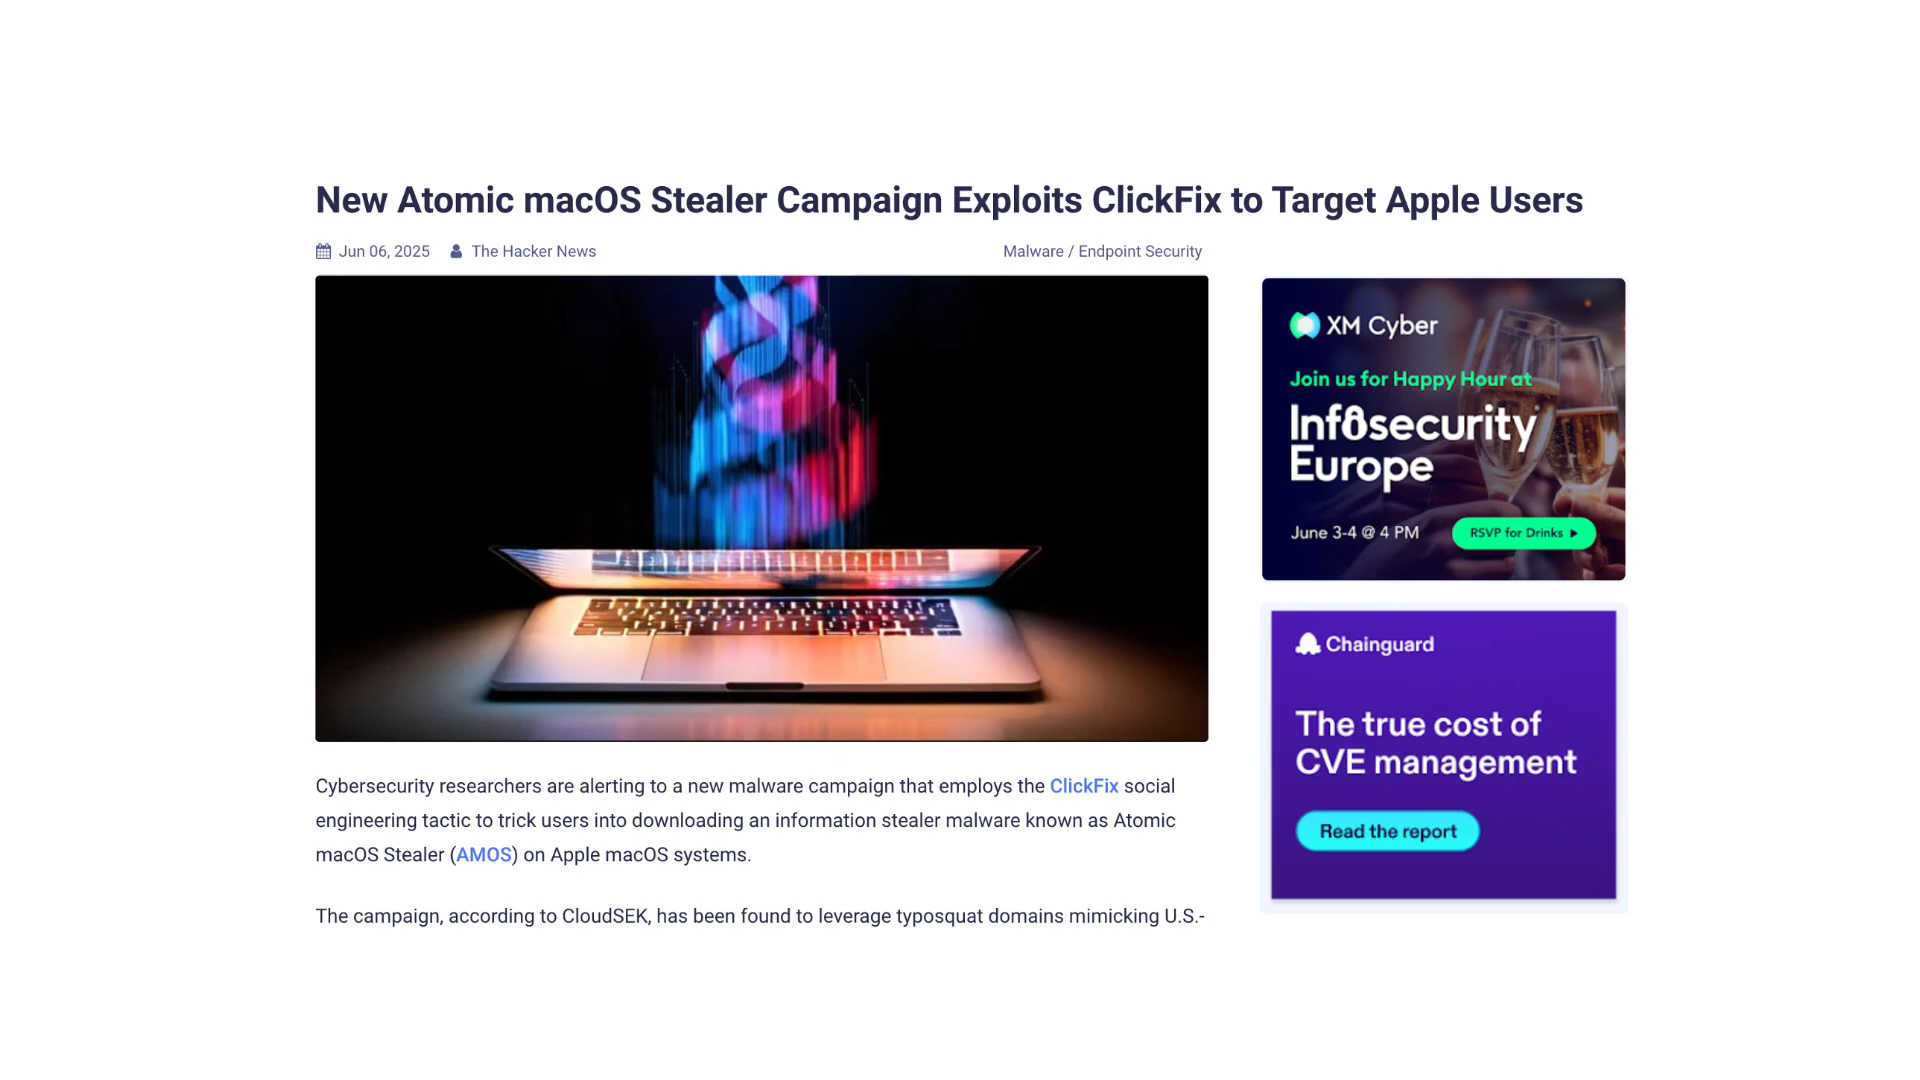 New Atomic macOS Stealer Campaign Exploits ClickFix to Target Apple Users
Jun 06, 2025 The Hacker News Malware / Endpoint Security
Cybersecurity researchers are alerting to a new malware campaign that employs the ClickFix social
engineering tactic to trick users into downloading an information stealer malware known as Atomic
macOS Stealer (AMOS) on Apple macOS systems.
The campaign, according to CloudSEK, has been found to leverage typosquat domains mimicking U.S.-
XM Cyber
Join us for Happy Hour at
Infosecurity
Europe
June 3-4 @ 4 PM
RSVP for Drinks
Chainguard
The true cost of
CVE management
Read the report